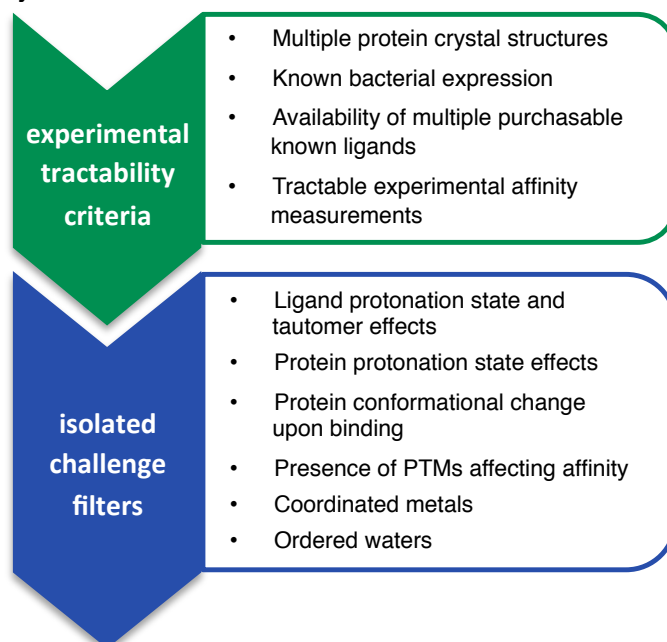 experimental
tractability
criteria
• Multiple protein crystal structures
• Known bacterial expression
• Availability of multiple purchasable
known ligands
• Tractable experimental affinity
measurements
isolated
challenge
filters
• Ligand protonation state and
tautomer effects
• Protein protonation state effects
• Protein conformational change
upon binding
• Presence of PTMs affecting affinity
• Coordinated metals
• Ordered waters